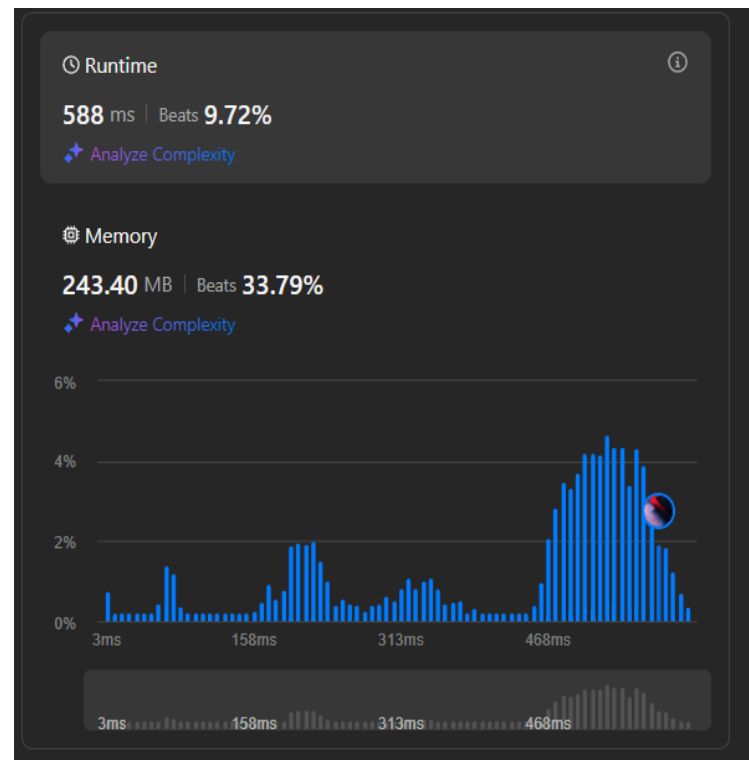 Runtime
588 ms | Beats 9.72%
Analyze Complexity
Memory
243.40 MB | Beats 33.79%
Analyze Complexity
6%
4%
2%
0%
3ms 158ms 313ms 468ms
3ms 158ms 313ms 468ms